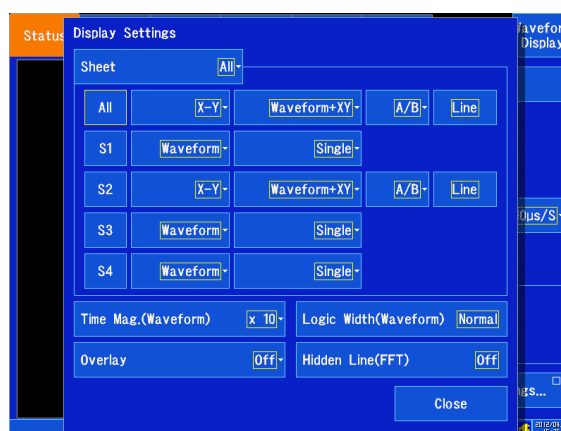 Status
Display Settings
Display
Sheet All
All X-Y Waveform+XY A/B Line
S1 Waveform Single
S2 X-Y Waveform+XY A/B Line
S3 Waveform Single
S4 Waveform Single
Time Mag.(Waveform) x 10 Logic Width(Waveform) Normal
Overlay Off Hidden Line(FFT) Off
Close